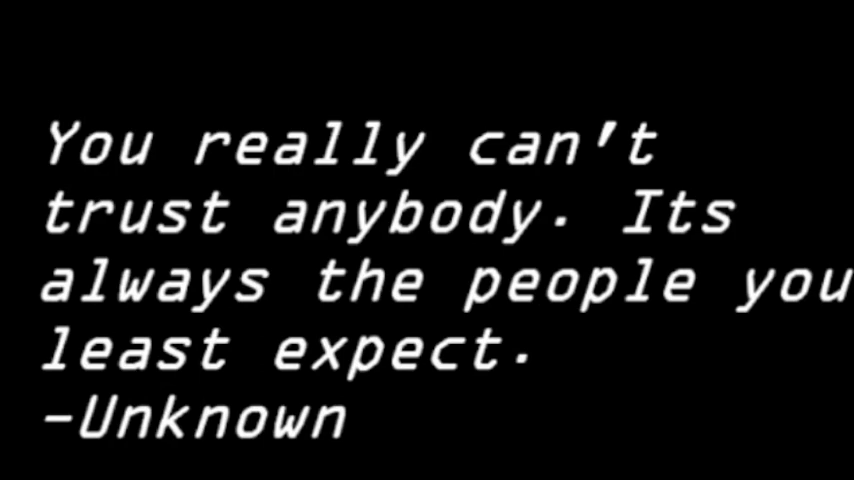 You really can't
trust anybody. Its
always the people you
least expect.
-Unknown